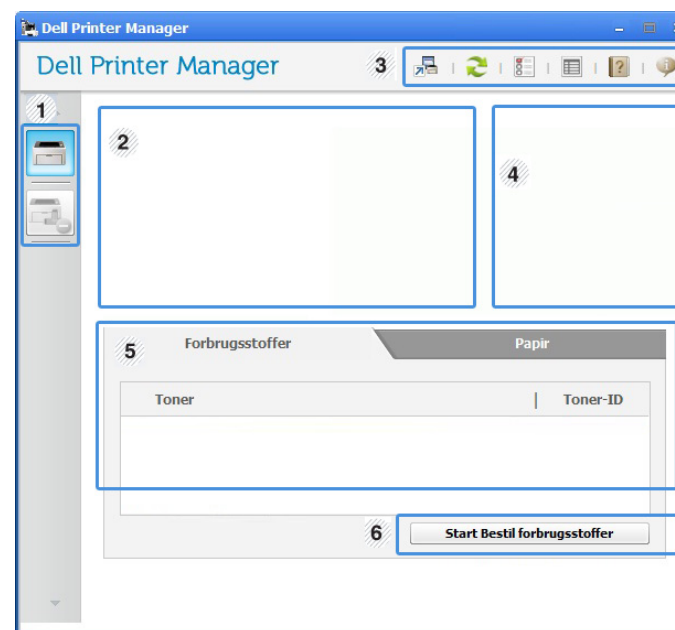 Dell Printer Manager
Dell Printer Manager
3
1
2
4
5
Forbrugsstoffer
Papir
Toner | Toner-ID
6
Start Bestil forbrugsstoffer